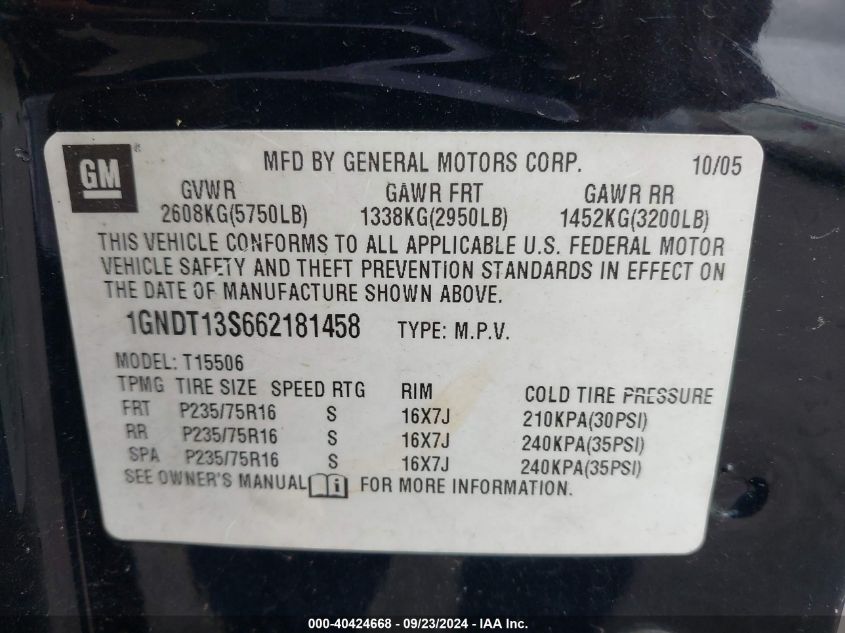 GM ®
MFD BY GENERAL MOTORS CORP. 10/05
GVWR GAWR FRT GAWR RR
2608KG(5750LB) 1338KG(2950LB) 1452KG(3200LB)
THIS VEHICLE CONFORMS TO ALL APPLICABLE U.S. FEDERAL MOTOR
VEHICLE SAFETY AND THEFT PREVENTION STANDARDS IN EFFECT ON
THE DATE OF MANUFACTURE SHOWN ABOVE.
1GNDT13S662181458 TYPE: M.P.V.
MODEL: T15506
TPMG TIRE SIZE SPEED RTG RIM COLD TIRE PRESSURE
FRT P235/75R16 S 16X7J 210KPA(30PSI)
RR P235/75R16 S 16X7J 240KPA(35PSI)
SPA P235/75R16 S 16X7J 240KPA(35PSI)
SEE OWNER'S MANUAL i FOR MORE INFORMATION.
000-40424668 - 09/23/2024 - IAA Inc.